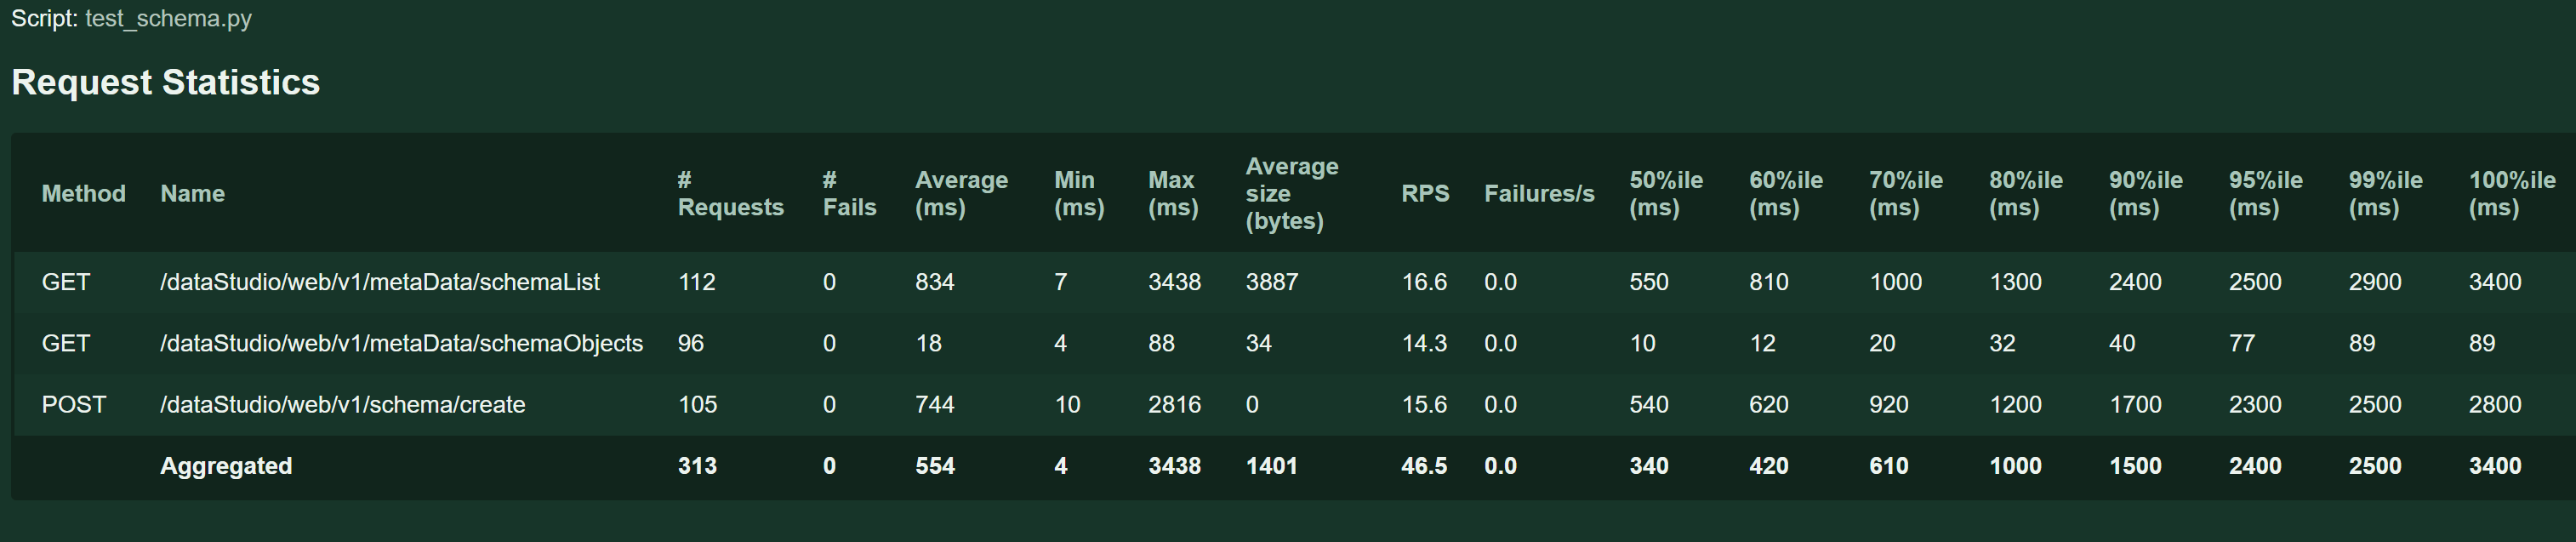 Script: test_schema.py
Request Statistics
Method Name # Requests # Fails Average (ms) Min (ms) Max (ms) Average size (bytes) RPS Failures/s 50%ile (ms) 60%ile (ms) 70%ile (ms) 80%ile (ms) 90%ile (ms) 95%ile (ms) 99%ile (ms) 100%ile (ms)
GET /dataStudio/web/v1/metaData/schemaList 112 0 834 7 3438 3887 16.6 0.0 550 810 1000 1300 2400 2500 2900 3400
GET /dataStudio/web/v1/metaData/schemaObjects 96 0 18 4 88 34 14.3 0.0 10 12 20 32 40 77 89 89
POST /dataStudio/web/v1/schema/create 105 0 744 10 2816 0 15.6 0.0 540 620 920 1200 1700 2300 2500 2800
Aggregated 313 0 554 4 3438 1401 46.5 0.0 340 420 610 1000 1500 2400 2500 3400